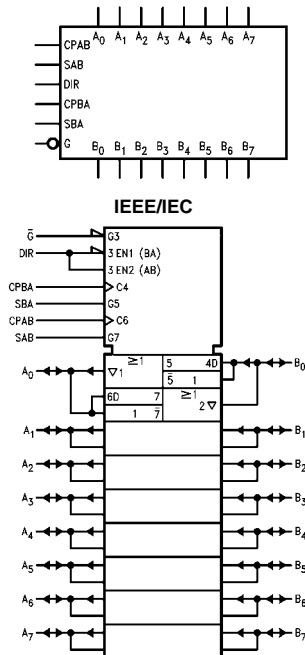 A0 A1 A2 A3 A4 A5 A6 A7
CPAB
SAB
DIR
CPBA
SBA
G
B0 B1 B2 B3 B4 B5 B6 B7
IEEE/IEC
G̅ G3
DIR 3 EN1 (BA)
3 EN2 (AB)
CPBA C4
SBA G5
CPAB C6
SAB G7
A0 ▽1 ≥1 5 4D B0
5̅ 1
6D 7 ≥1
1 7̅ 2▽
A1 B1
A2 B2
A3 B3
A4 B4
A5 B5
A6 B6
A7 B7